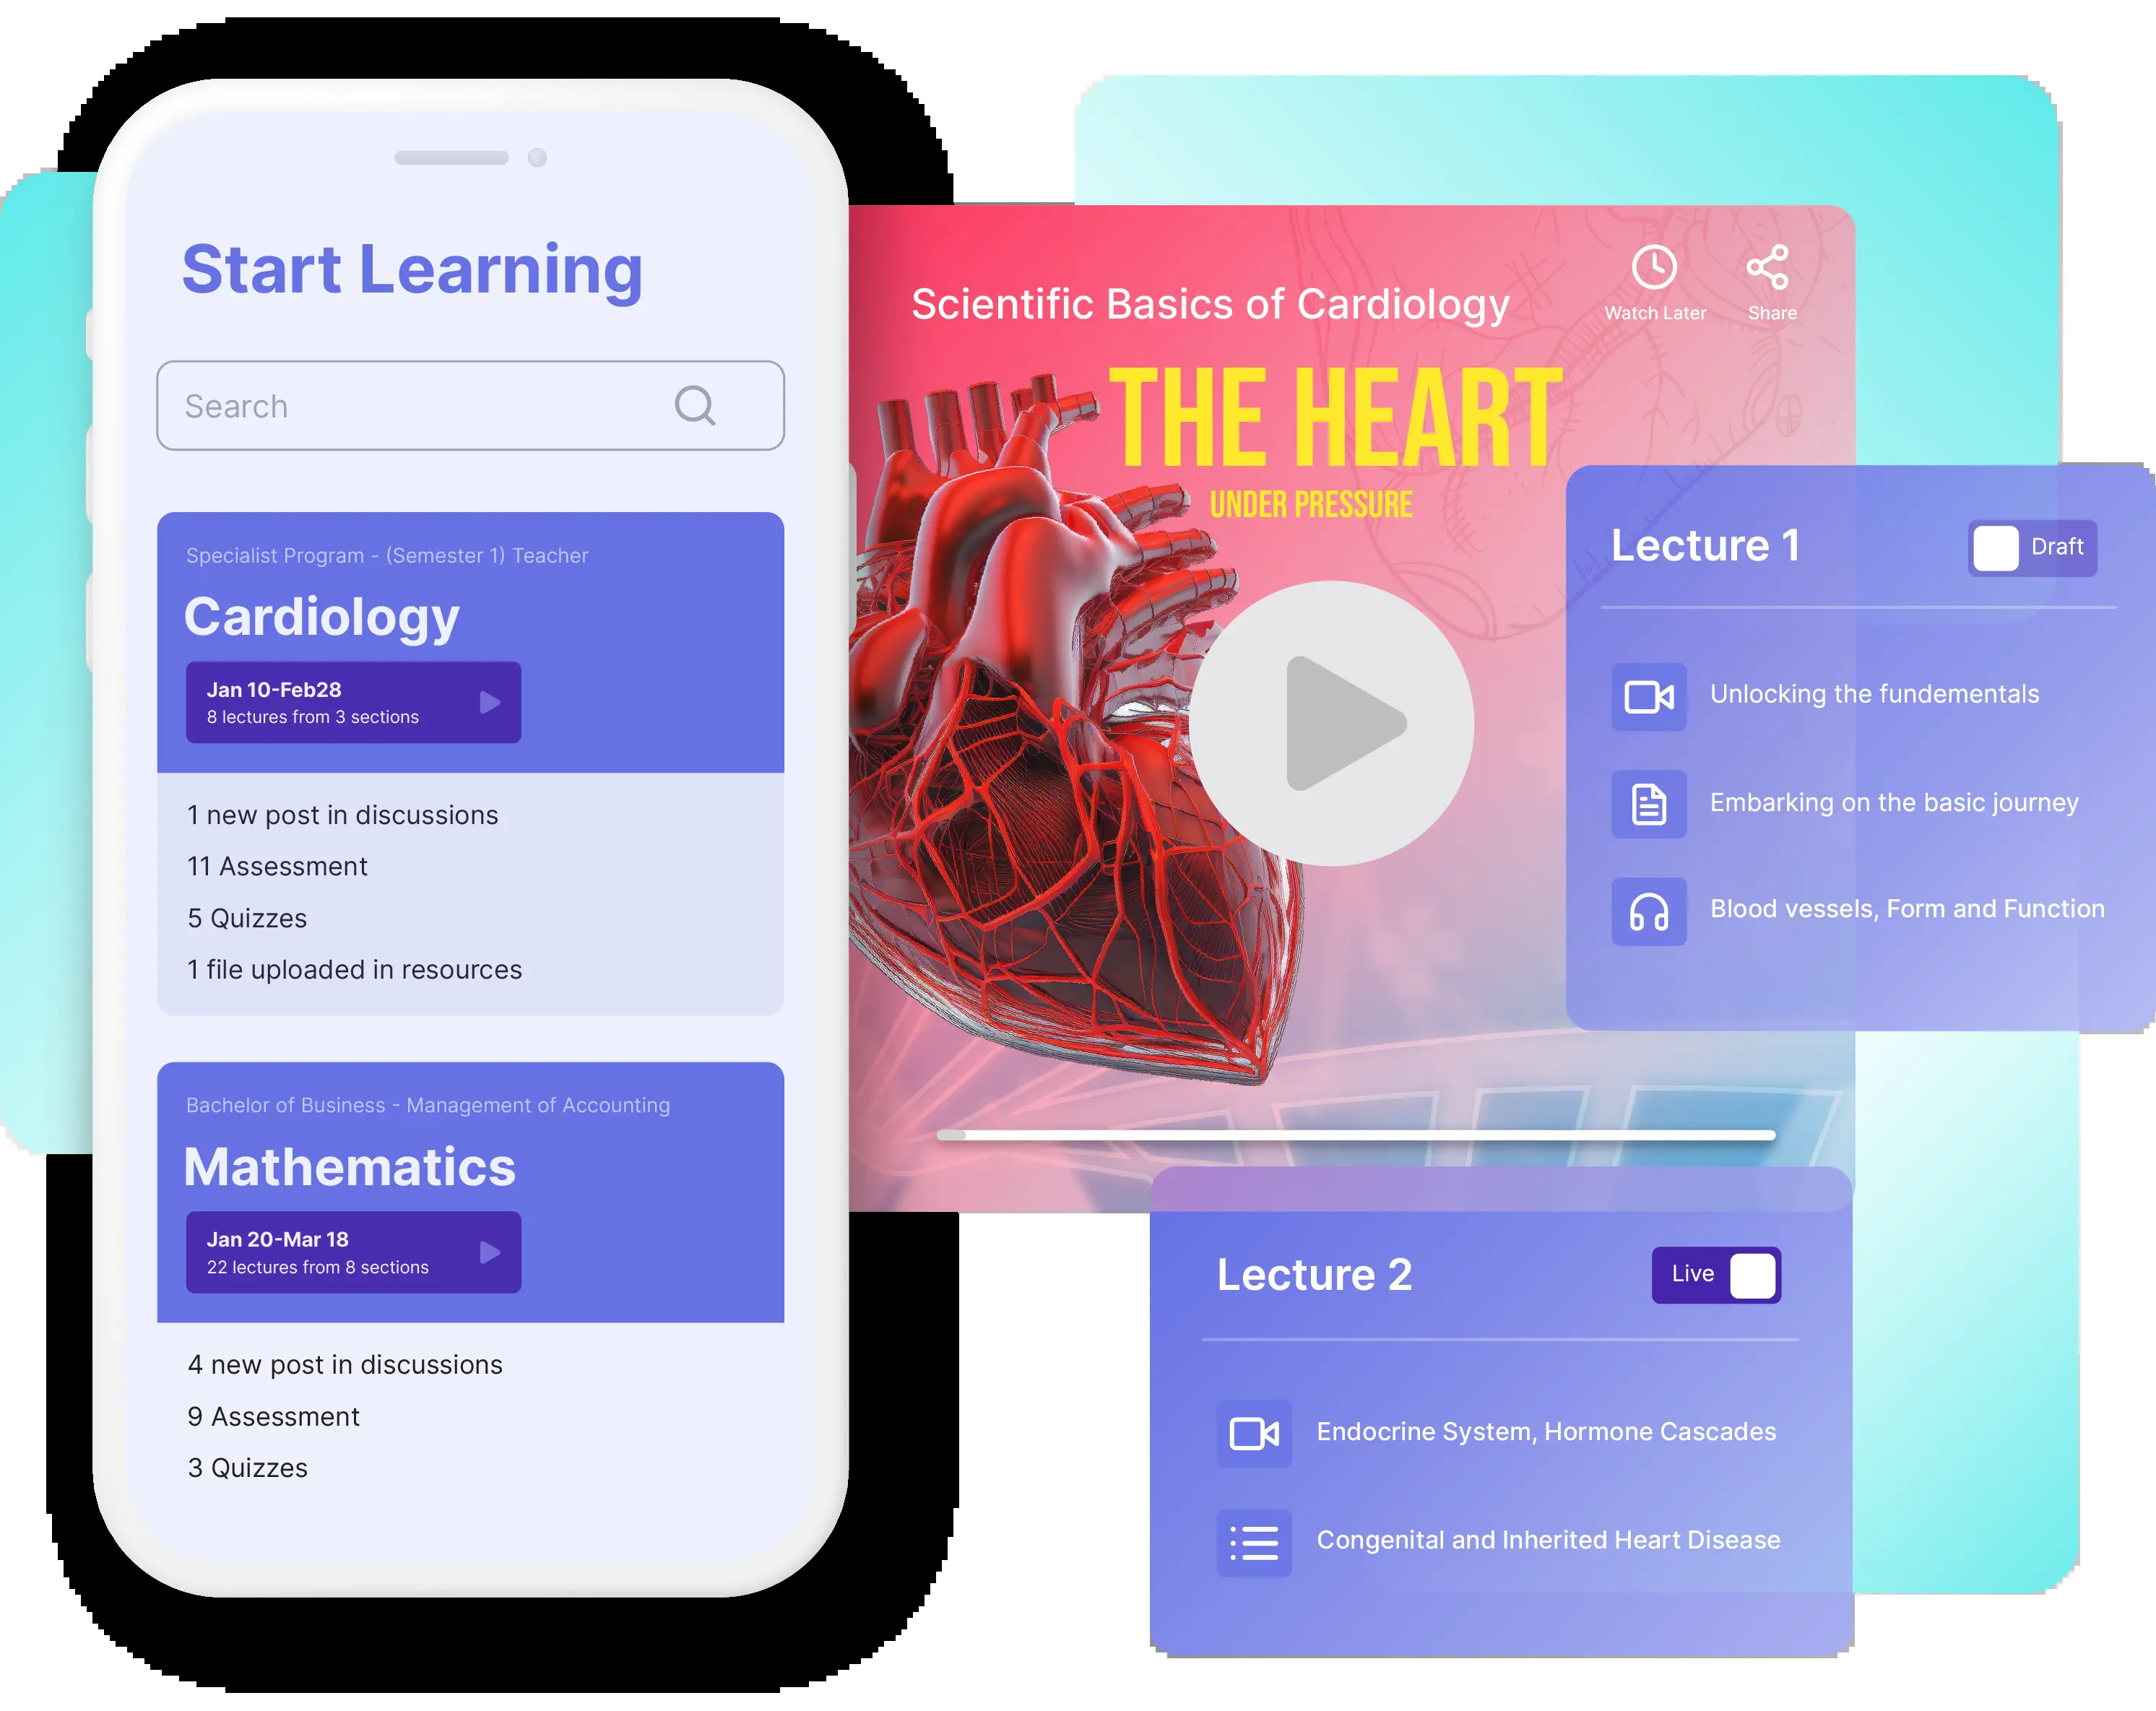 Start Learning
Search
Specialist Program - (Semester 1) Teacher
Cardiology
Jan 10-Feb28
8 lectures from 3 sections
1 new post in discussions
11 Assessment
5 Quizzes
1 file uploaded in resources
Bachelor of Business - Management of Accounting
Mathematics
Jan 20-Mar 18
22 lectures from 8 sections
4 new post in discussions
9 Assessment
3 Quizzes
Scientific Basics of Cardiology
Watch Later
Share
THE HEART
UNDER PRESSURE
Lecture 1
Draft
Unlocking the fundementals
Embarking on the basic journey
Blood vessels, Form and Function
Lecture 2
Live
Endocrine System, Hormone Cascades
Congenital and Inherited Heart Disease